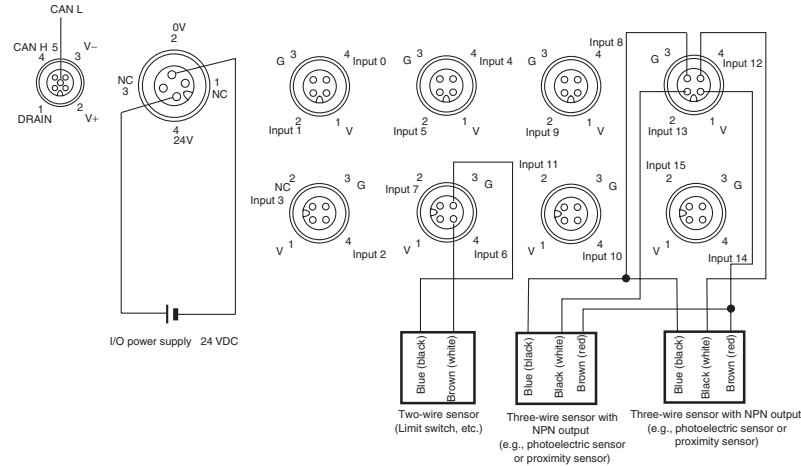 CAN L
CAN H 5 V–
4 3
1 2
DRAIN V+
0V
2
NC
3
1
NC
4
24V
I/O power supply 24 VDC
G 3 4 Input 0
2 1
Input 1 V
G 3 4 Input 4
2 1
Input 5 V
Input 8
G 3 4
2 1
Input 9 V
G 3 4 Input 12
2 1
Input 13 V
NC 2 3 G
Input 3
V 1 4
Input 2
2 3 G
Input 7
V 1 4
Input 6
Input 11
2 3 G
V 1 4
Input 10
Input 15
2 3 G
V 1 4
Input 14
Blue (black)
Brown (white)
Two-wire sensor
(Limit switch, etc.)
Blue (black)
Black (white)
Brown (red)
Three-wire sensor with
NPN output
(e.g., photoelectric sensor
or proximity sensor)
Blue (black)
Black (white)
Brown (red)
Three-wire sensor with NPN output
(e.g., photoelectric sensor or
proximity sensor)